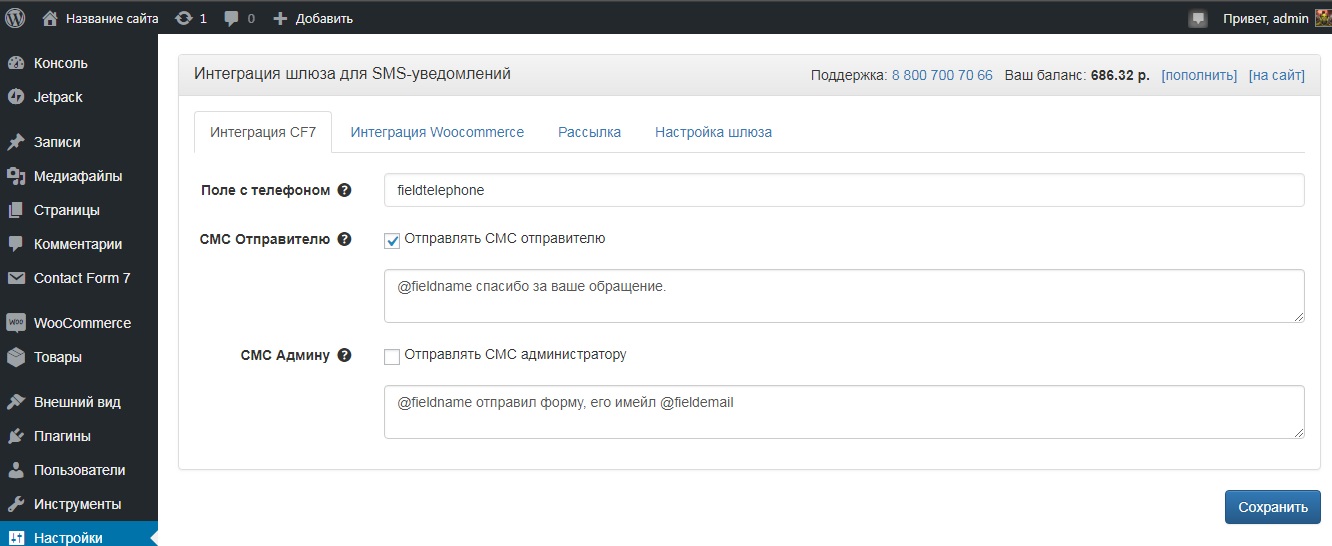 Название сайта 1 0 Добавить Привет, admin
Консоль
Jetpack
Записи
Медиафайлы
Страницы
Комментарии
Contact Form 7
WooCommerce
Товары
Внешний вид
Плагины
Пользователи
Инструменты
Настройки
Интеграция шлюза для SMS-уведомлений Поддержка: 8 800 700 70 66 Ваш баланс: 686.32 р. [пополнить] [на сайт]
Интеграция CF7 Интеграция Woocommerce Рассылка Настройка шлюза
Поле с телефоном ? fieldtelephone
СМС Отправителю ? Отправлять СМС отправителю
@fieldname спасибо за ваше обращение.
СМС Админу ? Отправлять СМС администратору
@fieldname отправил форму, его имейл @fieldemail
Сохранить